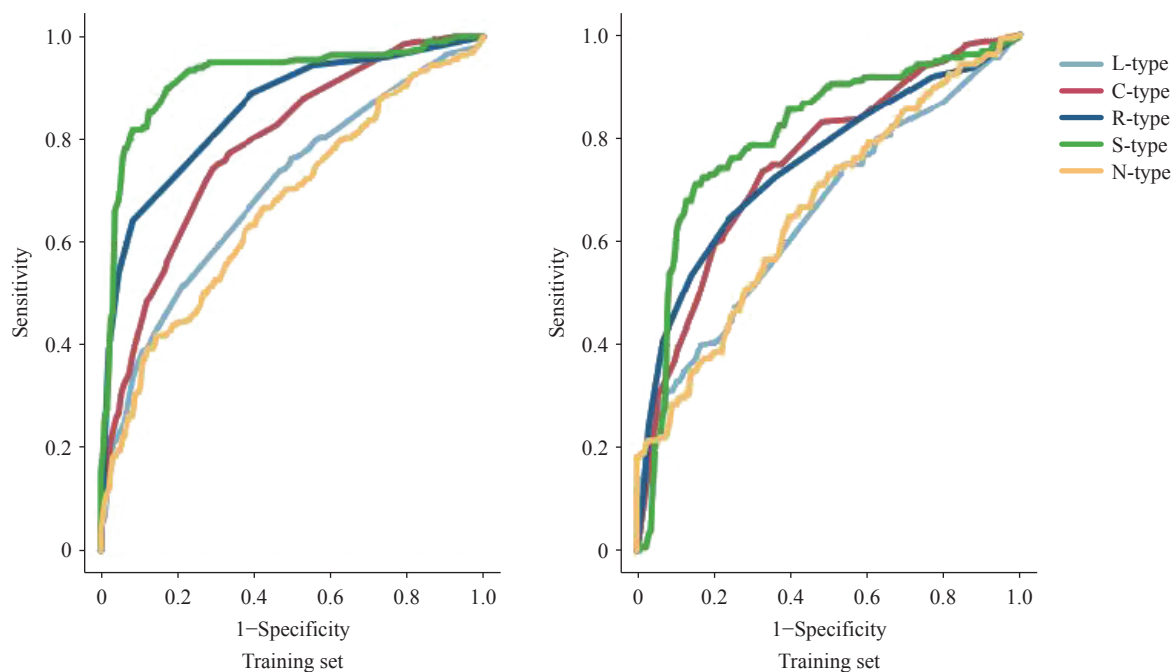 1.0
0.8
0.6
0.4
0.2
0
Sensitivity
0 0.2 0.4 0.6 0.8 1.0
1−Specificity
Training set
1.0
0.8
0.6
0.4
0.2
0
Sensitivity
0 0.2 0.4 0.6 0.8 1.0
1−Specificity
Training set
L-type
C-type
R-type
S-type
N-type